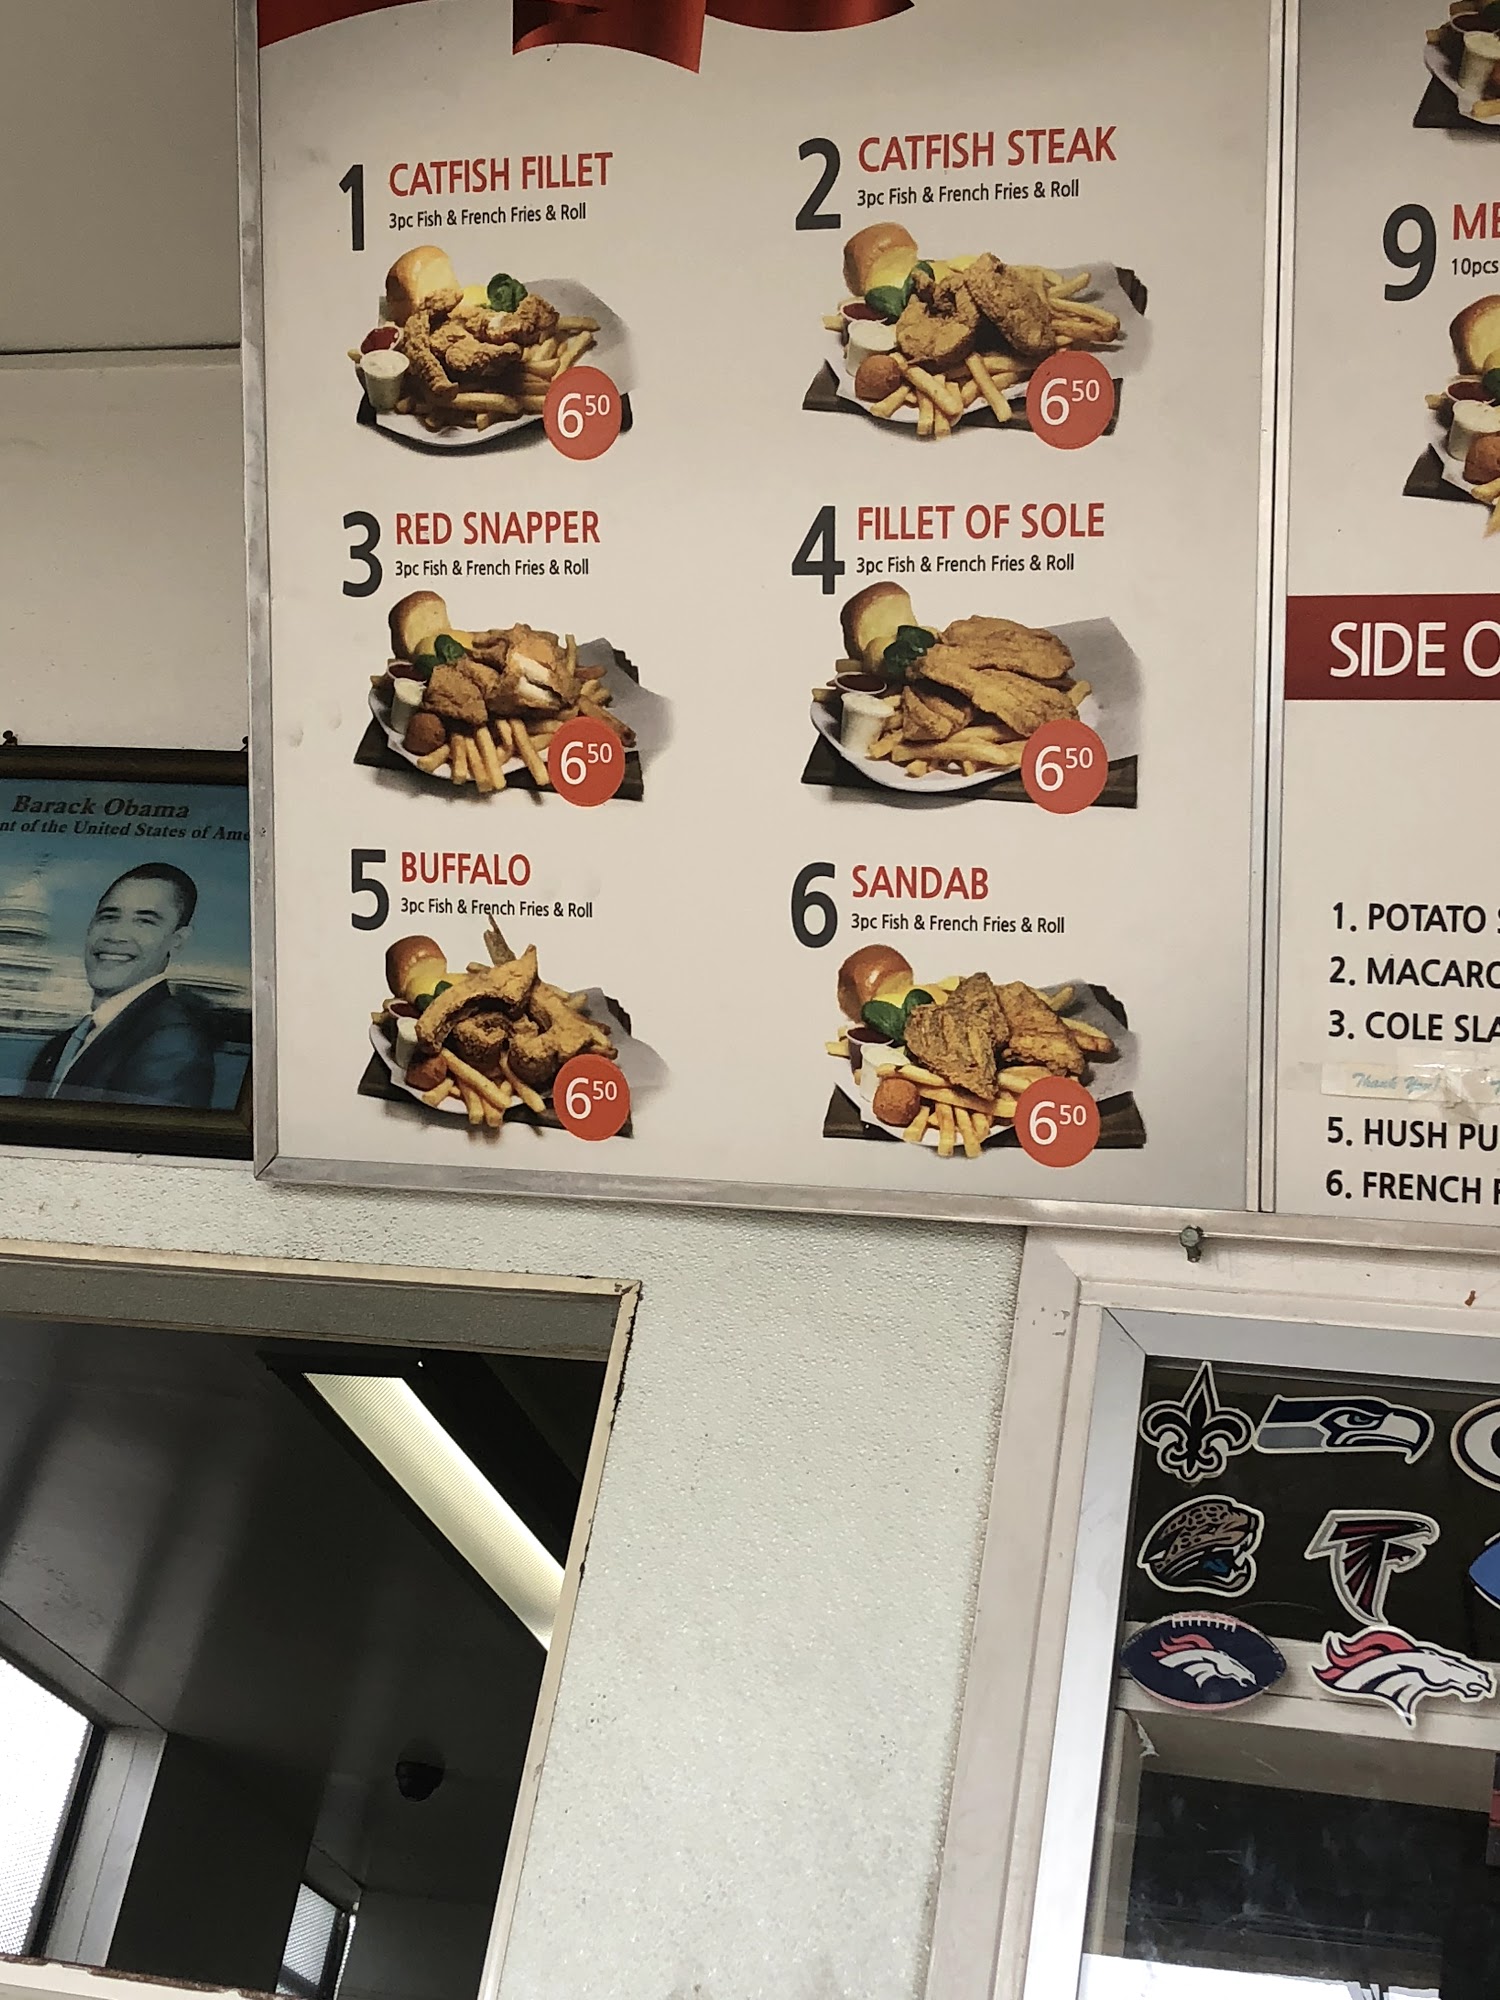 1 CATFISH FILLET
3pc Fish & French Fries & Roll
6 50
2 CATFISH STEAK
3pc Fish & French Fries & Roll
6 50
3 RED SNAPPER
3pc Fish & French Fries & Roll
6 50
4 FILLET OF SOLE
3pc Fish & French Fries & Roll
6 50
5 BUFFALO
3pc Fish & French Fries & Roll
6 50
6 SANDAB
3pc Fish & French Fries & Roll
6 50
9
10pcs
SIDE
1. POTATO
2.
3. COLE
Thank You!
5. HUSH
6. FRENCH
Barack Obama
of the United States of